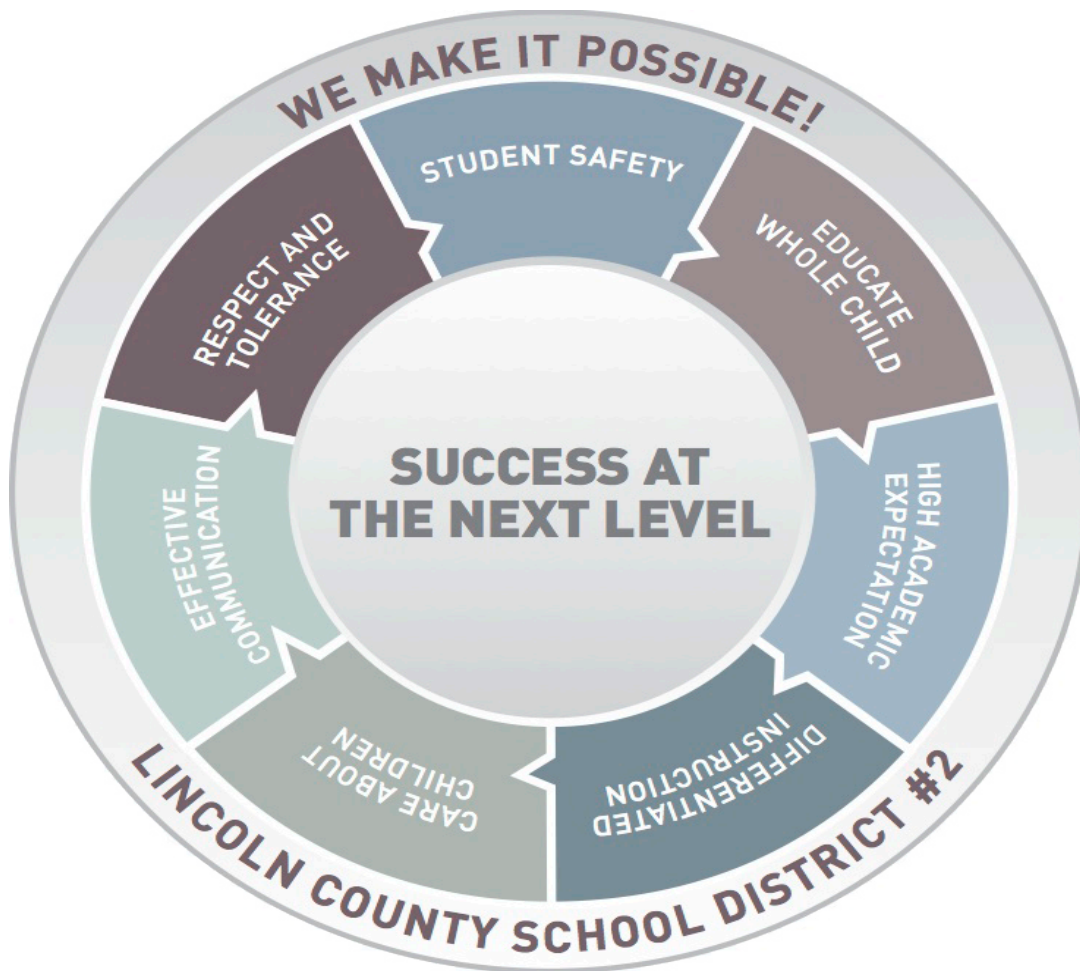 WE MAKE IT POSSIBLE!
STUDENT SAFETY
EDUCATE
WHOLE CHILD
HIGH ACADEMIC
EXPECTATION
DIFFERENTIATED
INSTRUCTION
CARE ABOUT
CHILDREN
EFFECTIVE
COMMUNICATION
RESPECT AND
TOLERANCE
SUCCESS AT
THE NEXT LEVEL
LINCOLN COUNTY SCHOOL DISTRICT #2